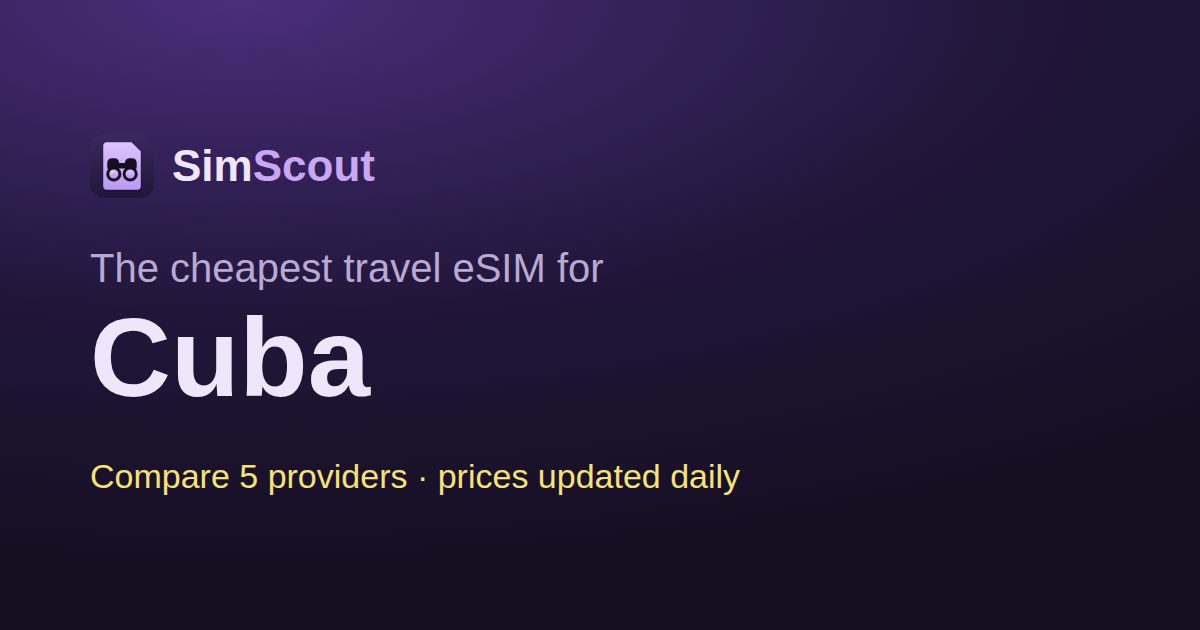 SimScout
The cheapest travel eSIM for
Cuba
Compare 5 providers · prices updated daily